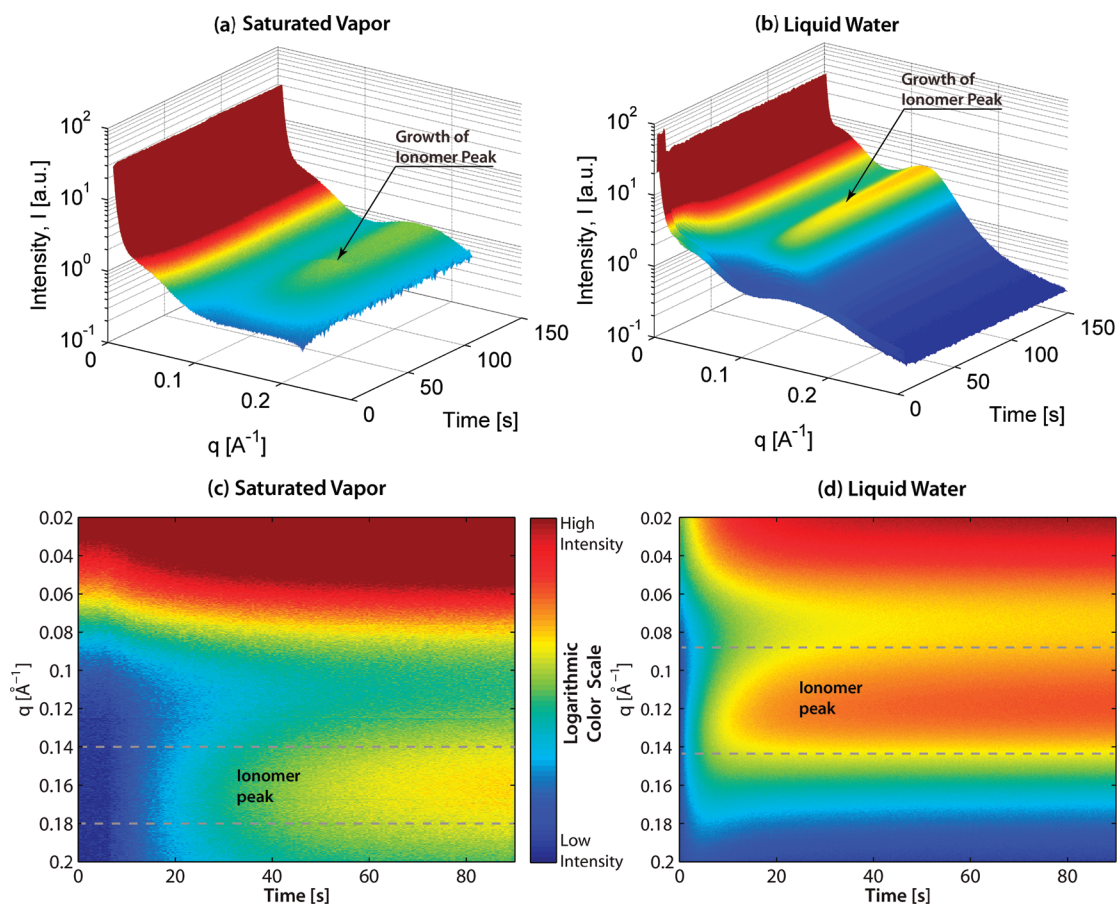 (a) Saturated Vapor
Intensity, I [a.u.]
10^2
10^1
10^0
10^-1
Growth of
Ionomer Peak
0
0.1
0.2
q [A^-1]
0
50
100
150
Time [s]
(b) Liquid Water
Intensity, I [a.u.]
10^2
10^1
10^0
10^-1
Growth of
Ionomer Peak
0
0.1
0.2
q [A^-1]
0
50
100
150
Time [s]
(c) Saturated Vapor
q [Å^-1]
0.02
0.04
0.06
0.08
0.1
0.12
0.14
0.16
0.18
0.2
Ionomer
peak
0
20
40
60
80
Time [s]
High
Intensity
Logarithmic
Color Scale
Low
Intensity
(d) Liquid Water
q [Å^-1]
0.02
0.04
0.06
0.08
0.1
0.12
0.14
0.16
0.18
0.2
Ionomer
peak
0
20
40
60
80
Time [s]